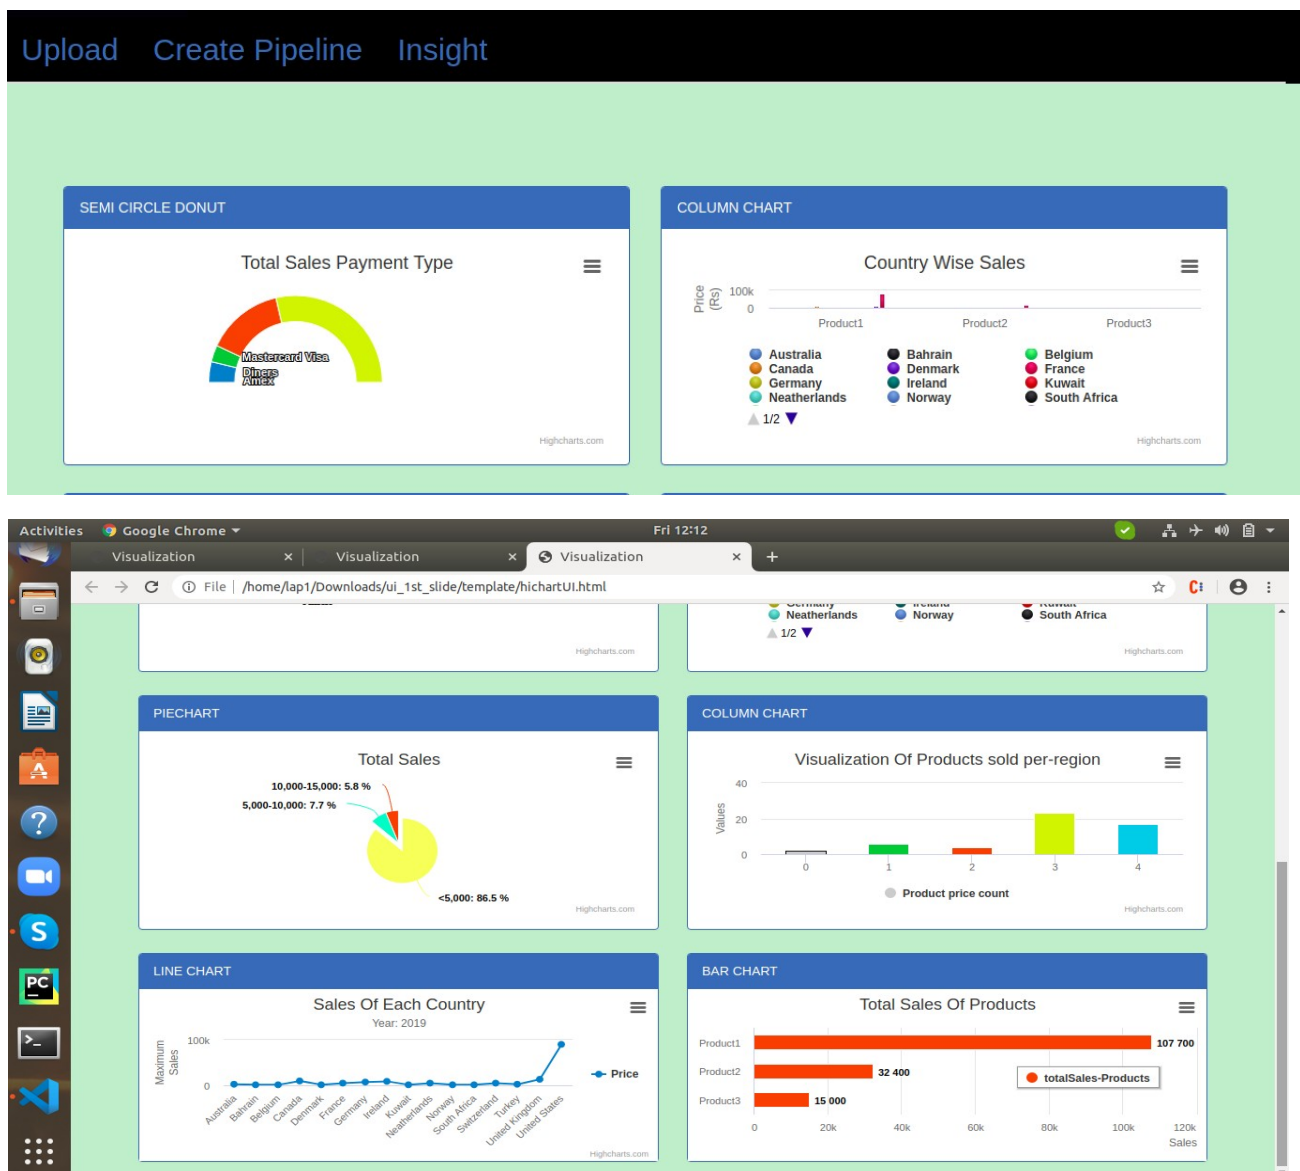 Upload Create Pipeline Insight
SEMI CIRCLE DONUT
Total Sales Payment Type
Mastercard Visa
Diners
Amex
Highcharts.com
COLUMN CHART
Country Wise Sales
Price
(Rs)
100k
0
Product1 Product2 Product3
Australia Bahrain Belgium
Canada Denmark France
Germany Ireland Kuwait
Neatherlands Norway South Africa
1/2
Highcharts.com
Activities Google Chrome Fri 12:12
Visualization Visualization Visualization
File /home/lap1/Downloads/ui_1st_slide/template/hichartUI.html
Highcharts.com
Germany Ireland Kuwait
Neatherlands Norway South Africa
1/2
Highcharts.com
PIECHART
Total Sales
10,000-15,000: 5.8 %
5,000-10,000: 7.7 %
<5,000: 86.5 %
Highcharts.com
COLUMN CHART
Visualization Of Products sold per-region
Values
40
20
0
0 1 2 3 4
Product price count
Highcharts.com
LINE CHART
Sales Of Each Country
Year: 2019
Maximum
Sales
100k
0
Australia
Bahrain
Belgium
Canada
Denmark
France
Germany
Ireland
Kuwait
Neatherlands
Norway
South Africa
Switzerland
Turkey
United Kingdom
United States
Price
Highcharts.com
BAR CHART
Total Sales Of Products
Product1 107 700
Product2 32 400
Product3 15 000
totalSales-Products
0 20k 40k 60k 80k 100k 120k
Sales
PC